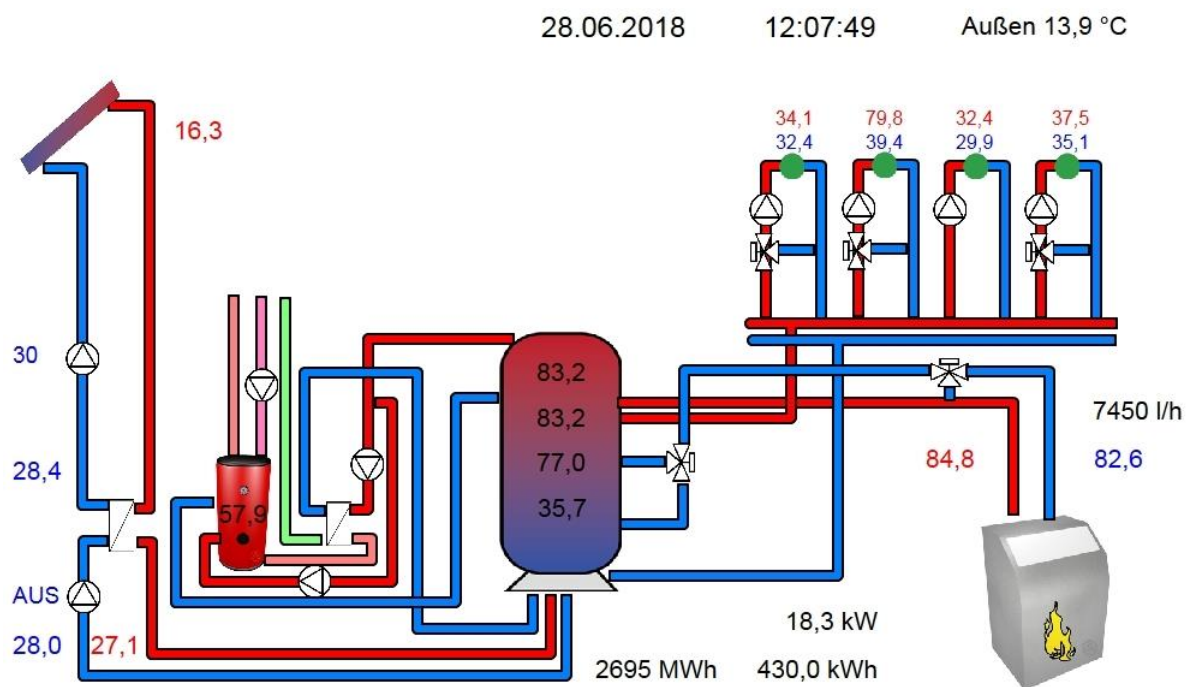 28.06.2018 12:07:49 Außen 13,9 °C
16,3
34,1 79,8 32,4 37,5
32,4 39,4 29,9 35,1
30
83,2
83,2
7450 l/h
28,4 77,0 84,8 82,6
57,9 35,7
AUS
28,0 27,1 18,3 kW
2695 MWh 430,0 kWh